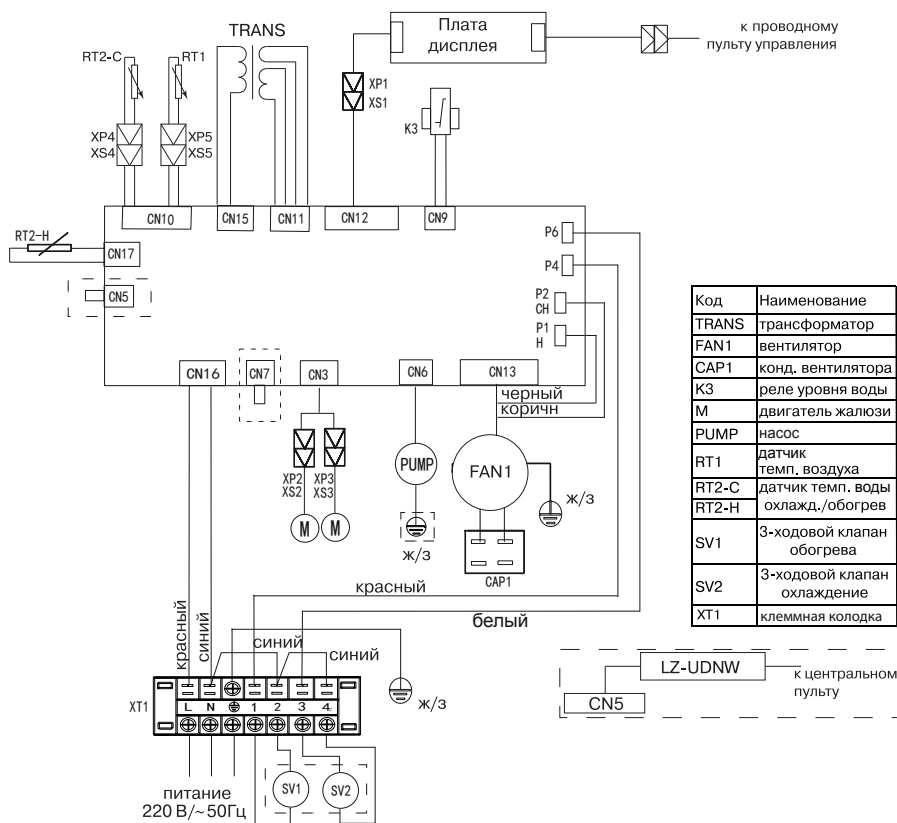 TRANS
Плата
дисплея
к проводному
пульту управления
RT2-C
RT1
XP1
XS1
K3
XP4
XS4
XP5
XS5
CN10
CN15
CN11
CN12
CN9
RT2-H
CN17
CN5
P6
P4
P2
CH
P1
H
CN16
CN7
CN3
CN6
CN13
черный
коричн
XP2
XS2
XP3
XS3
M
M
PUMP
ж/з
FAN1
ж/з
CAP1
красный
белый
красный
синий
синий
синий
ж/з
XT1
L N 1 2 3 4
питание
220 В/~50Гц
SV1
SV2
Код Наименование
TRANS трансформатор
FAN1 вентилятор
CAP1 конд. вентилятора
K3 реле уровня воды
M двигатель жалюзи
PUMP насос
RT1 датчик
темп. воздуха
RT2-C датчик темп. воды
RT2-H охлажд./обогрев
SV1 3-ходовой клапан
обогрева
SV2 3-ходовой клапан
охлаждение
XT1 клеммная колодка
LZ-UDNW
CN5
к центральном
пульту